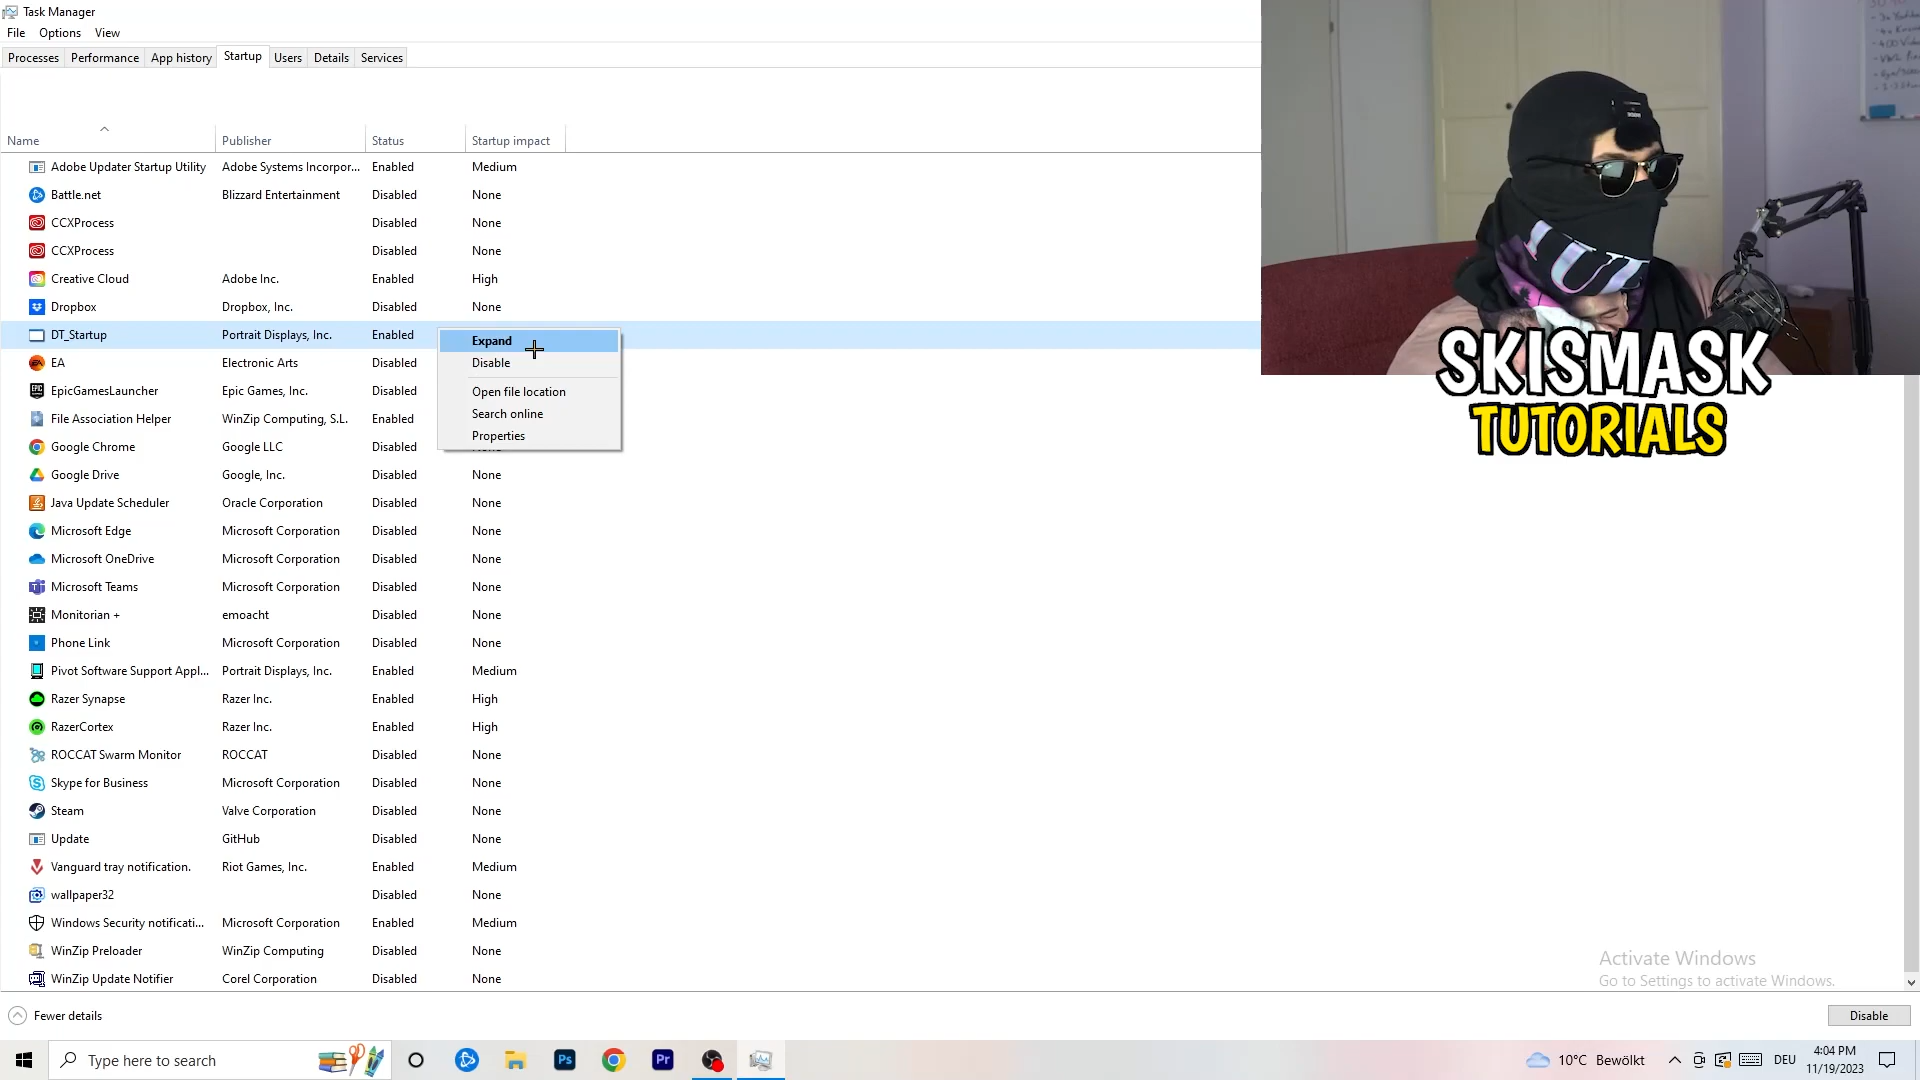 Task Manager
File Options View
Processes Performance App history Startup Users Details Services
Name Publisher Status Startup impact
Adobe Updater Startup Utility Adobe Systems Incorpor... Enabled Medium
Battle.net Blizzard Entertainment Disabled None
CCXProcess Disabled None
CCXProcess Disabled None
Creative Cloud Adobe Inc. Enabled High
Dropbox Dropbox, Inc. Disabled None
DT_Startup Portrait Displays, Inc. Enabled
EA Electronic Arts Disabled
EpicGamesLauncher Epic Games, Inc. Disabled
File Association Helper WinZip Computing, S.L. Enabled
Google Chrome Google LLC Disabled
Google Drive Google, Inc. Disabled None
Java Update Scheduler Oracle Corporation Disabled None
Microsoft Edge Microsoft Corporation Disabled None
Microsoft OneDrive Microsoft Corporation Disabled None
Microsoft Teams Microsoft Corporation Disabled None
Monitorian + emoacht Disabled None
Phone Link Microsoft Corporation Disabled None
Pivot Software Support Appl... Portrait Displays, Inc. Enabled Medium
Razer Synapse Razer Inc. Enabled High
RazerCortex Razer Inc. Enabled High
ROCCAT Swarm Monitor ROCCAT Disabled None
Skype for Business Microsoft Corporation Disabled None
Steam Valve Corporation Disabled None
Update GitHub Disabled None
Vanguard tray notification. Riot Games, Inc. Enabled Medium
wallpaper32 Disabled None
Windows Security notificati... Microsoft Corporation Enabled Medium
WinZip Preloader WinZip Computing Disabled None
WinZip Update Notifier Corel Corporation Disabled None
Expand
Disable
Open file location
Search online
Properties
SKISMASK
TUTORIALS
Activate Windows
Go to Settings to activate Windows.
Fewer details
Disable
Type here to search
Ps
Pr
10°C Bewölkt
DEU
4:04 PM
11/19/2023